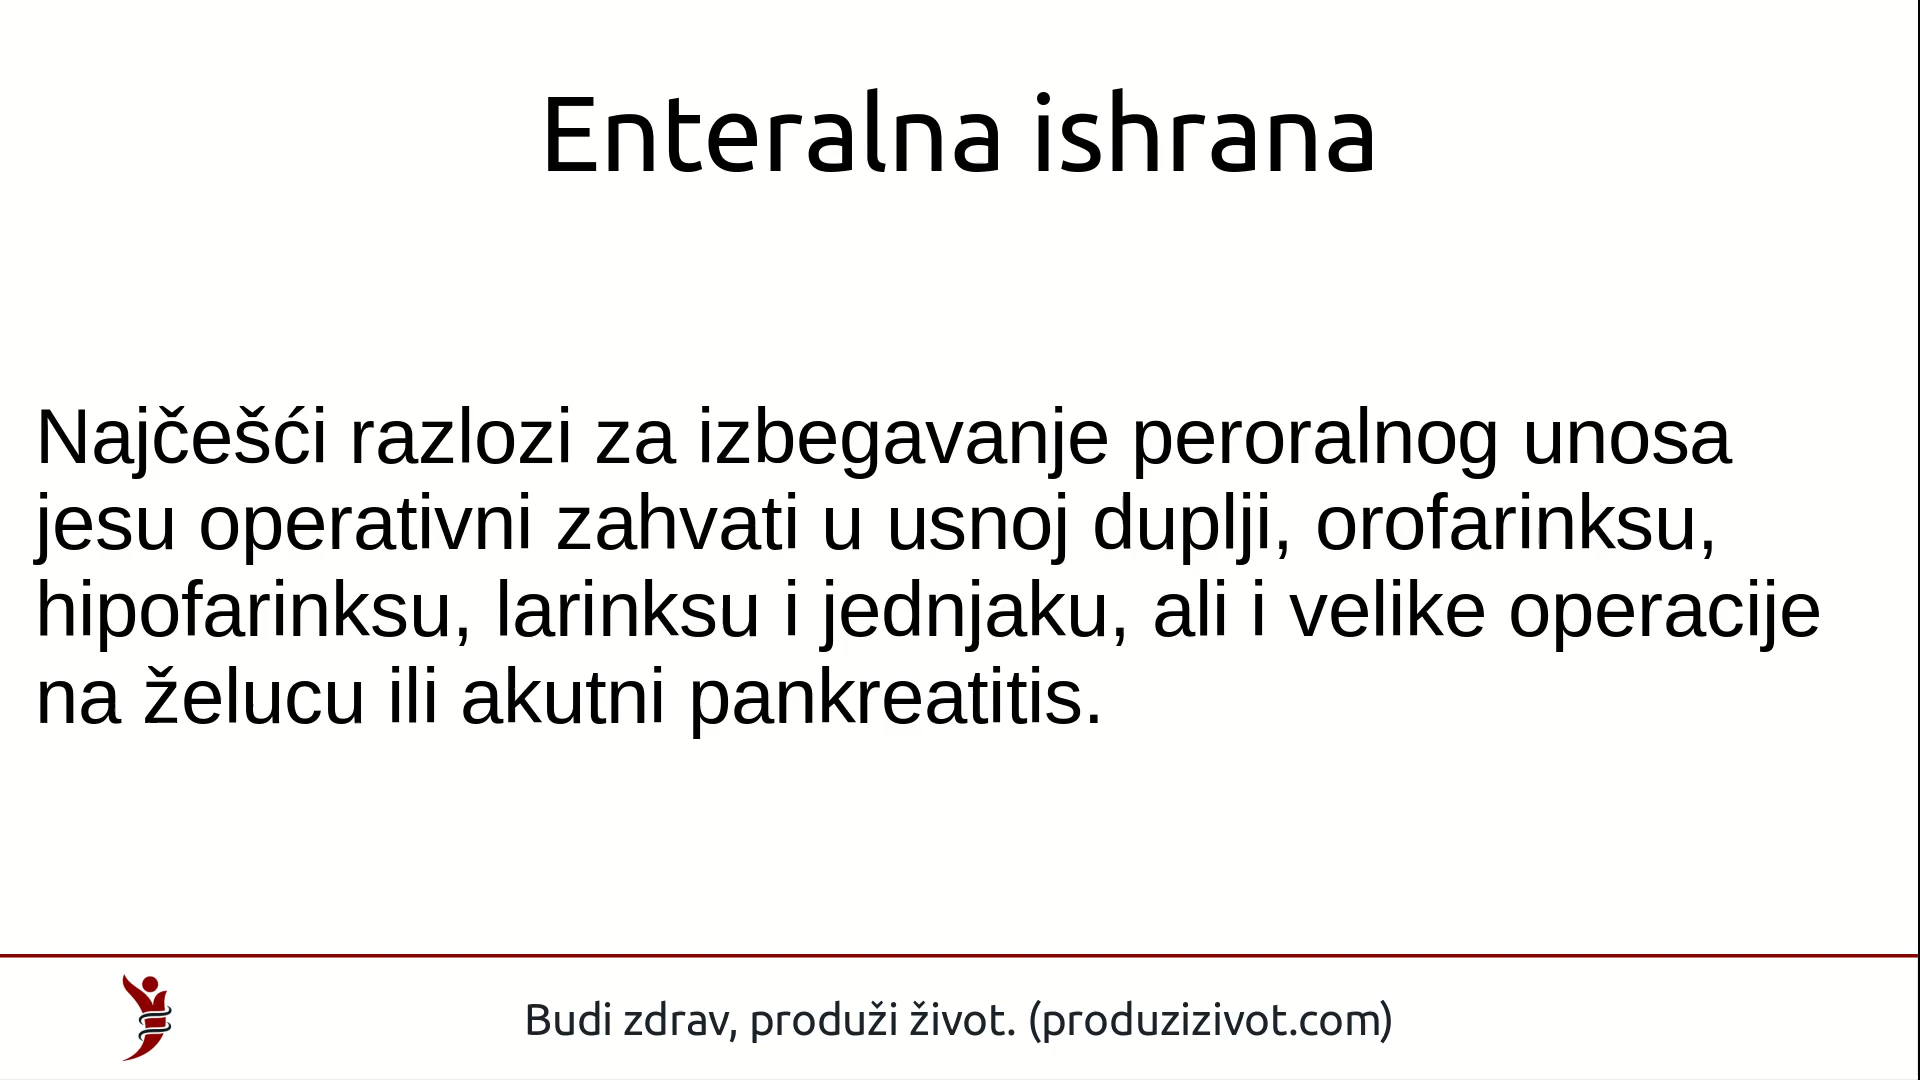 Enteralna ishrana
Najčešći razlozi za izbegavanje peroralnog unosa
jesu operativni zahvati u usnoj duplji, orofarinksu,
hipofarinksu, larinksu i jednjaku, ali i velike operacije
na želucu ili akutni pankreatitis.
Budi zdrav, produži život. (produzizivot.com)